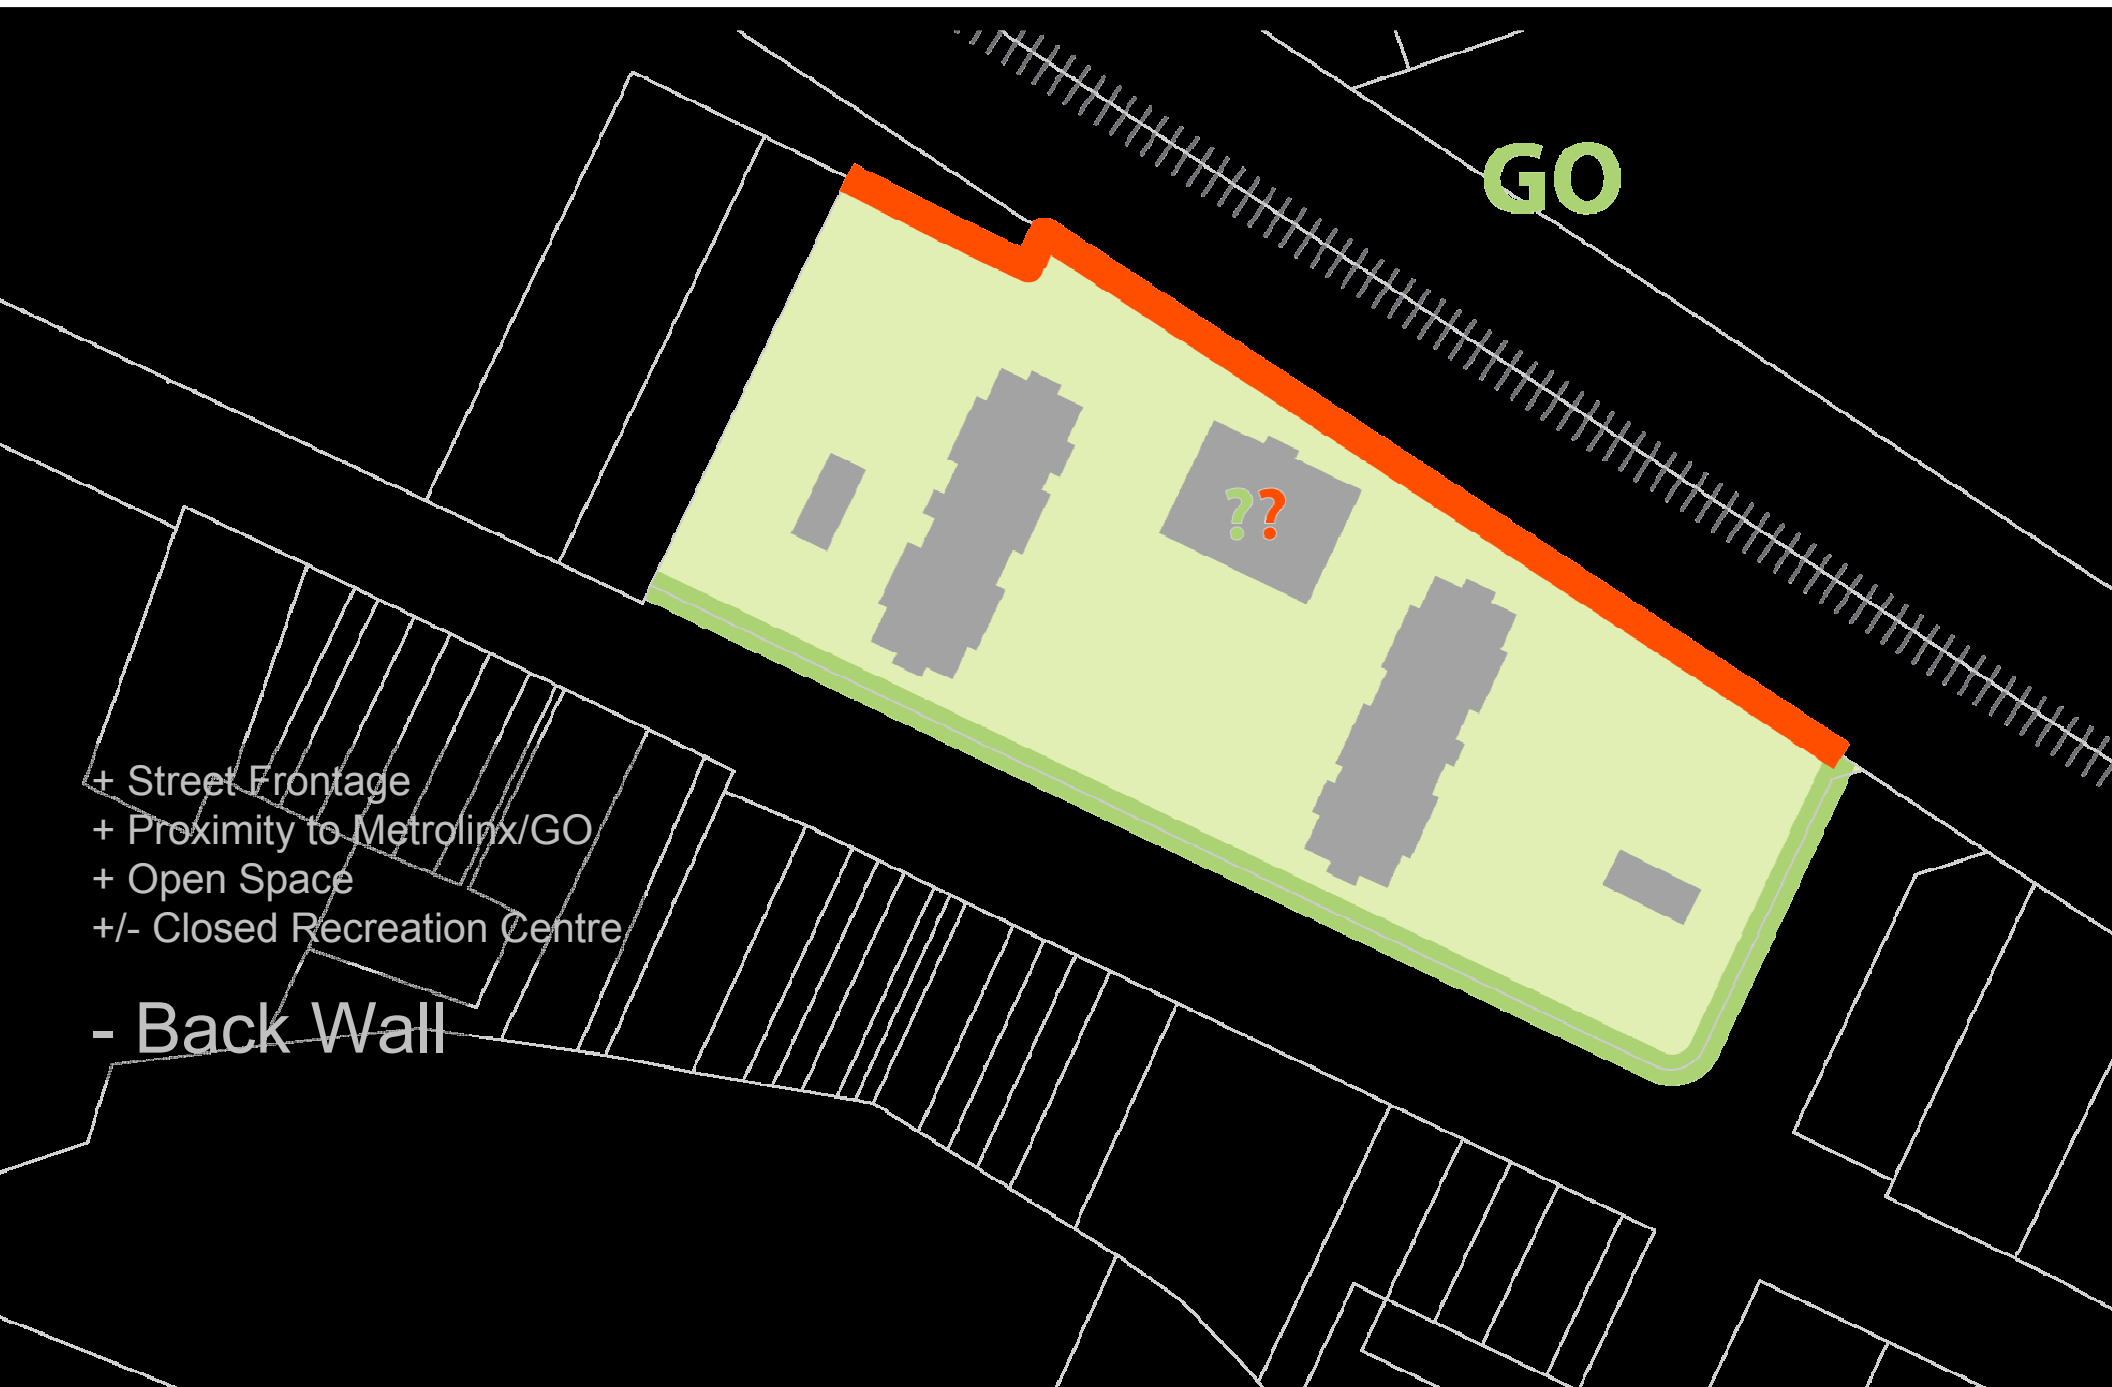 GO
??
+ Street Frontage
+ Proximity to Metrolinx/GO
+ Open Space
+/- Closed Recreation Centre
- Back Wall